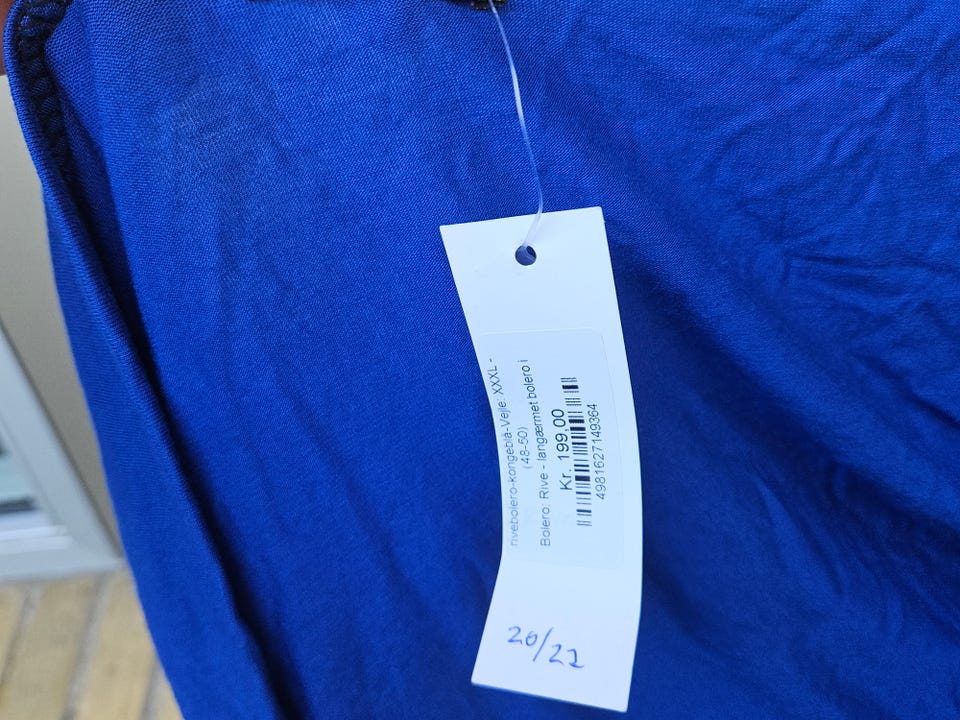 rivebolero-kongeblå-Vejle: XXXL -
(48-50)
Bolero, Rive - langærmet bolero i
Kr. 199,00
4981627149364
20/22